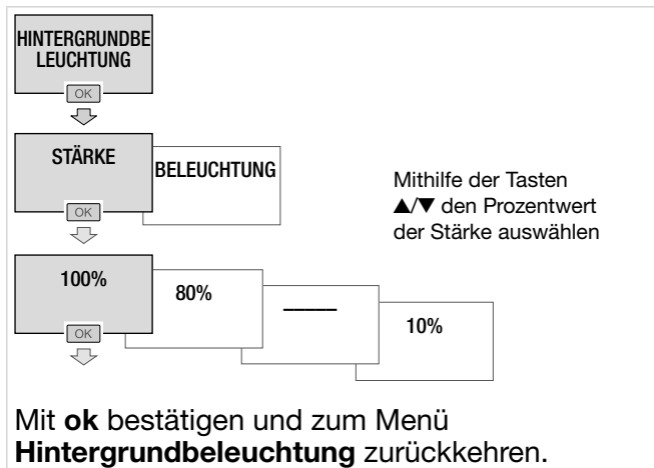 HINTERGRUNDBE
LEUCHTUNG
OK
STÄRKE
BELEUCHTUNG
OK
Mithilfe der Tasten
▲/▼ den Prozentwert
der Stärke auswählen
100%
80%
10%
OK
Mit ok bestätigen und zum Menü
Hintergrundbeleuchtung zurückkehren.